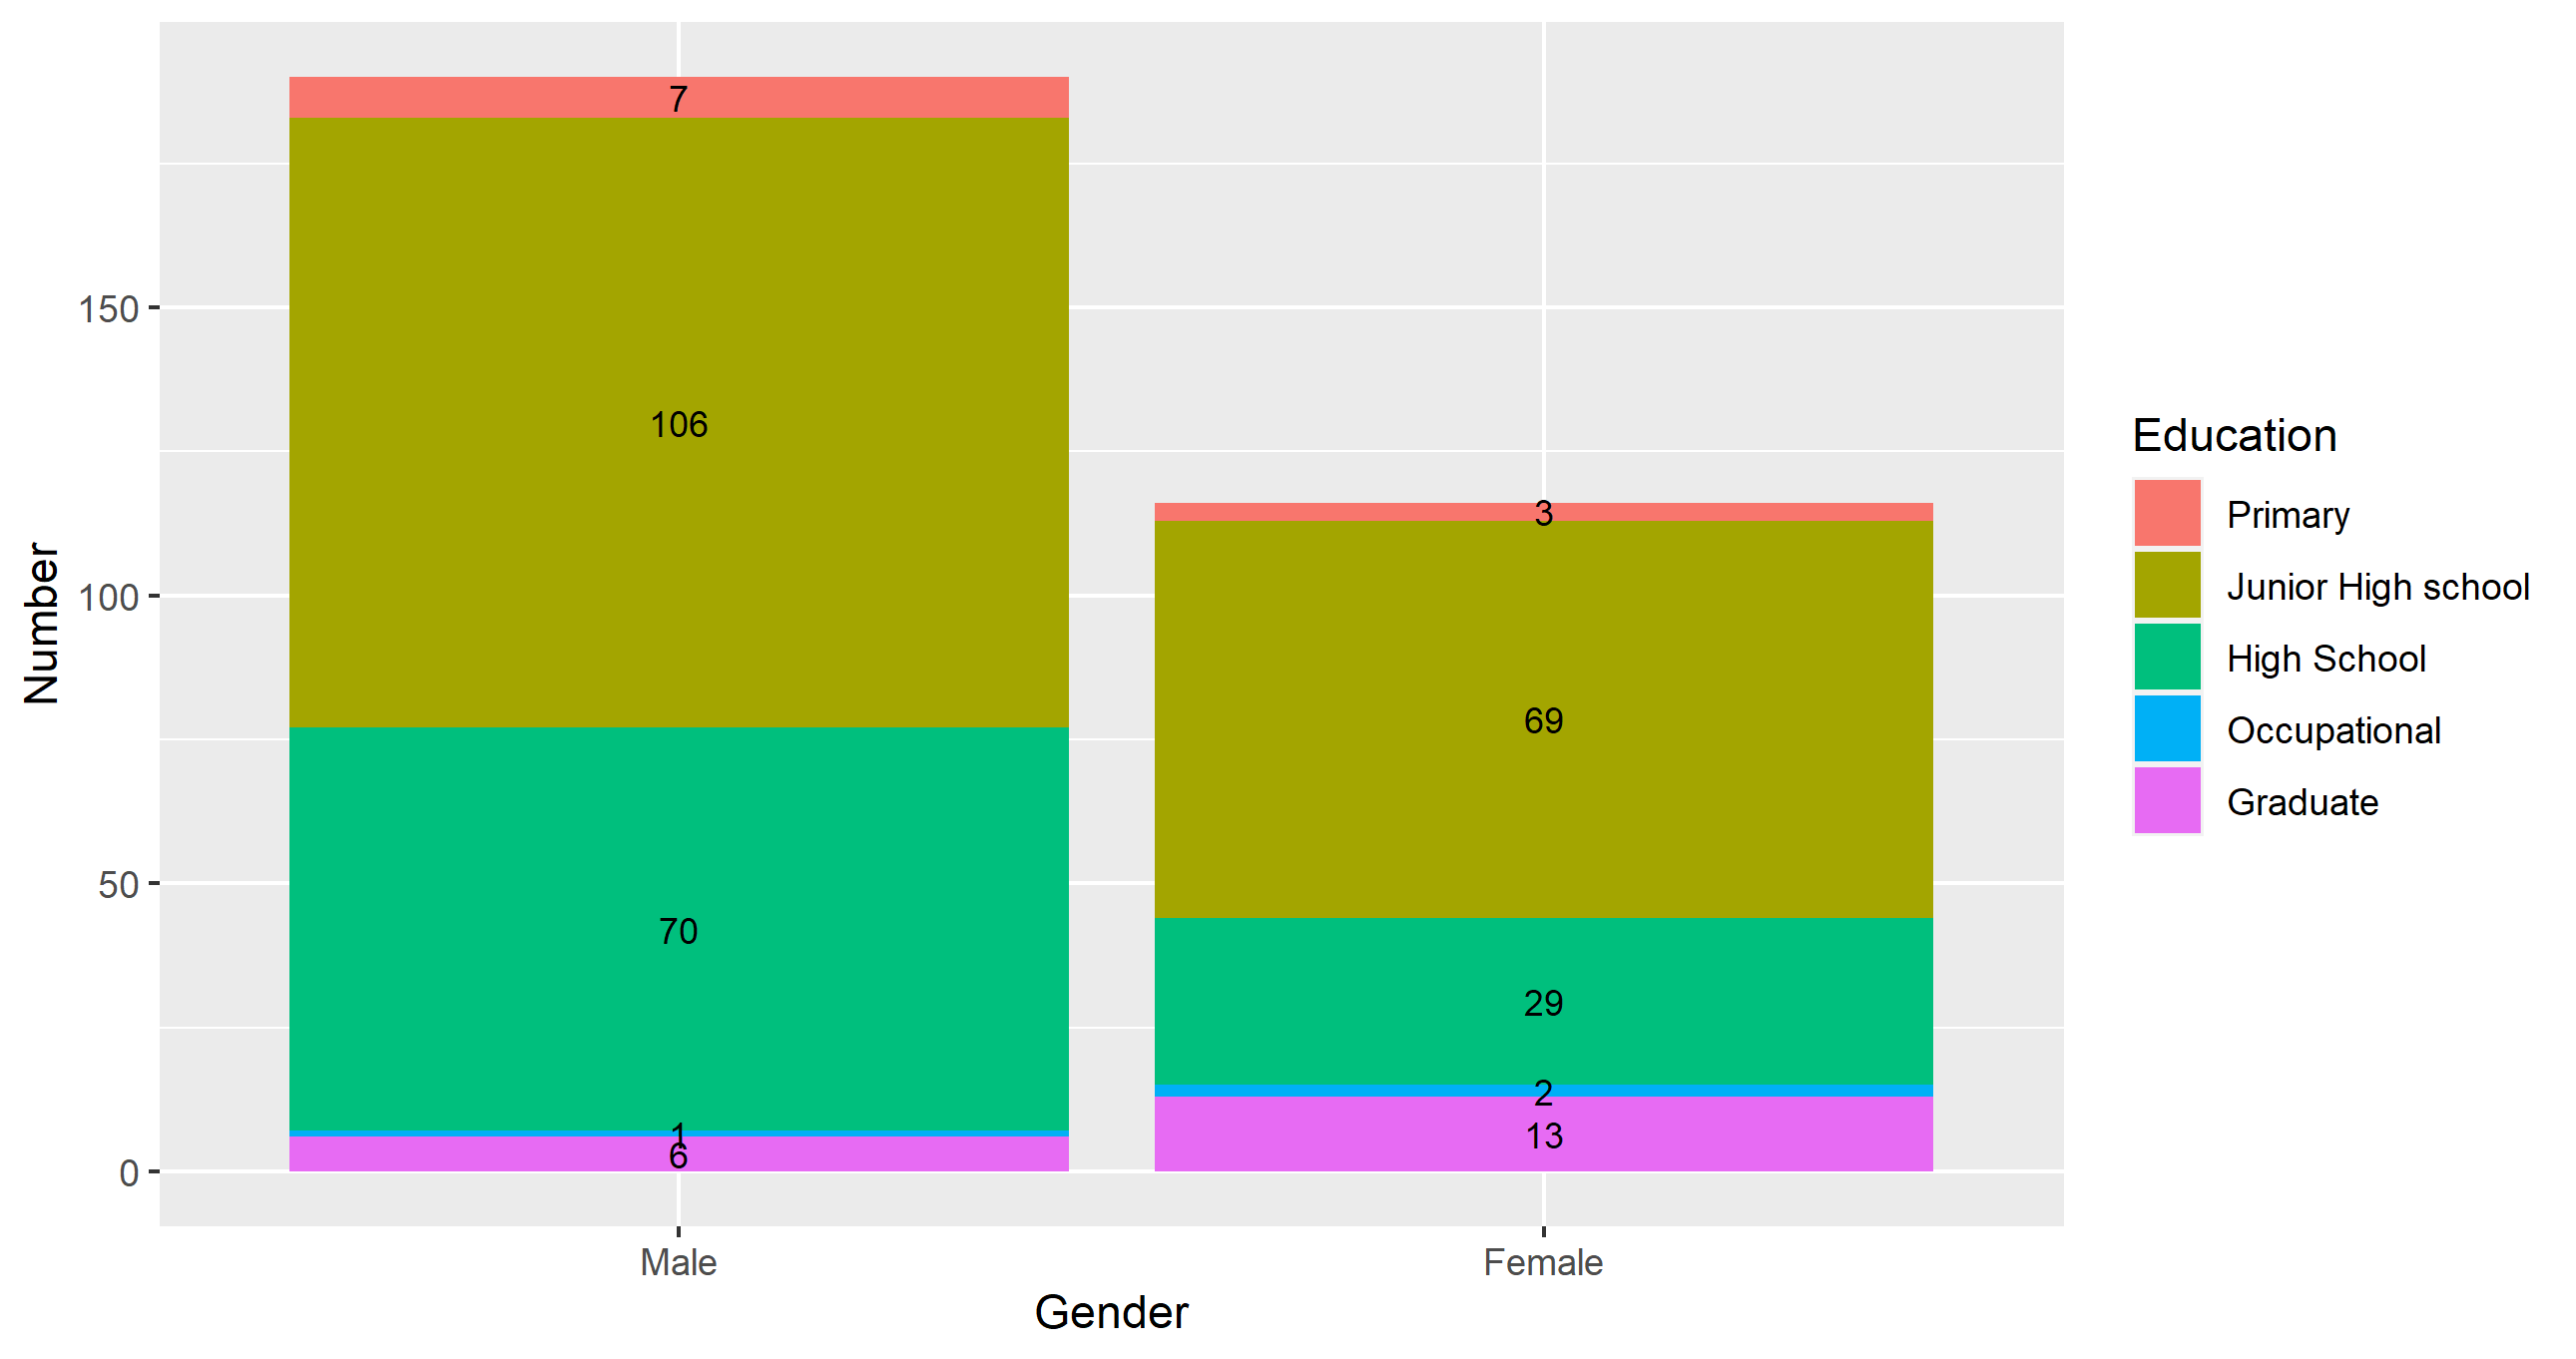 Number
150
100
50
0
7
106
70
1
6
3
69
29
2
13
Male
Female
Gender
Education
Primary
Junior High school
High School
Occupational
Graduate